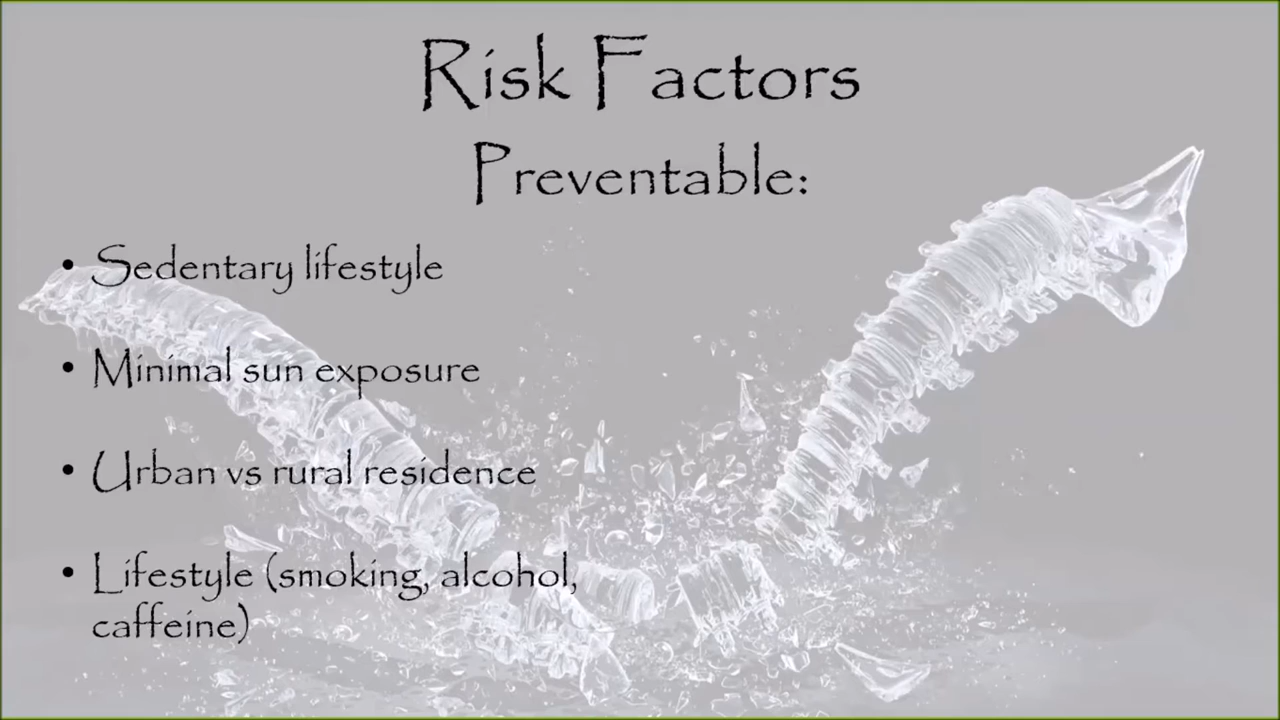 Risk Factors
Preventable:
• Sedentary lifestyle
• Minimal sun exposure
• Urban vs rural residence
• Lifestyle (smoking, alcohol,
caffeine)